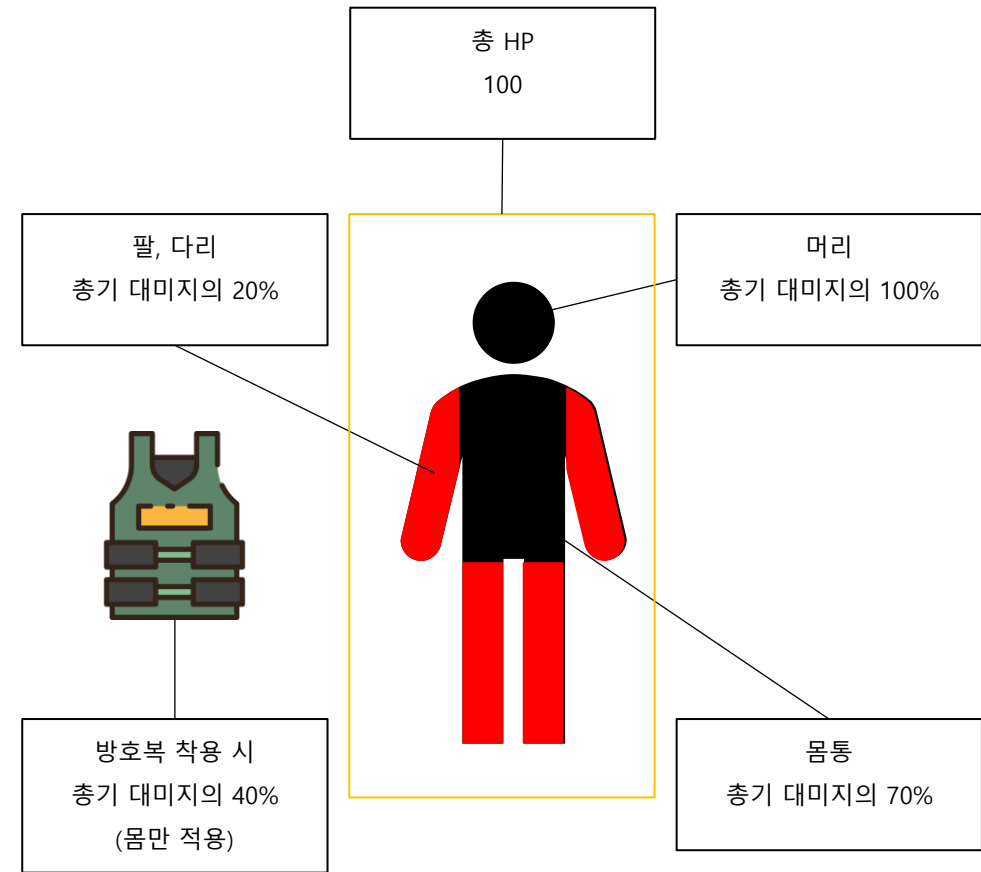 총 HP
100
팔, 다리
총기 대미지의 20%
머리
총기 대미지의 100%
방호복 착용 시
총기 대미지의 40%
(몸만 적용)
몸통
총기 대미지의 70%